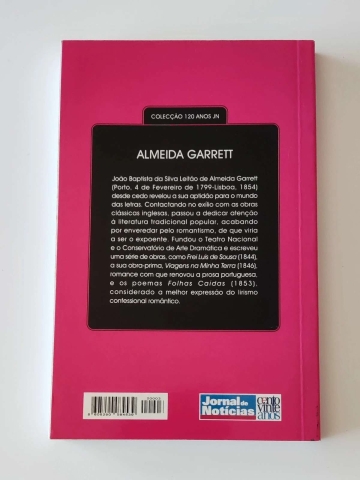 COLECÇÃO 120 ANOS JN
ALMEIDA GARRETT
João Baptista da Silva Leitão de Almeida Garrett
(Porto, 4 de Fevereiro de 1799-Lisboa, 1854)
desde cedo revelou a sua aptidão para o mundo
das letras. Contactando no exílio com as obras
clássicas inglesas, passou a dedicar atenção
à literatura tradicional popular, acabando
por enveredar pelo romantismo, de que viria
a ser o expoente. Fundou o Teatro Nacional
e o Conservatório de Arte Dramática e escreveu
uma série de obras, como Frei Luís de Sousa (1844),
a sua obra-prima, Viagens na Minha Terra (1846),
romance com que renovou a prosa portuguesa,
e os poemas Folhas Caídas (1853),
considerado a melhor expressão do lirismo
confessional romântico.
Jornal de
Notícias
cento
vinte
anos